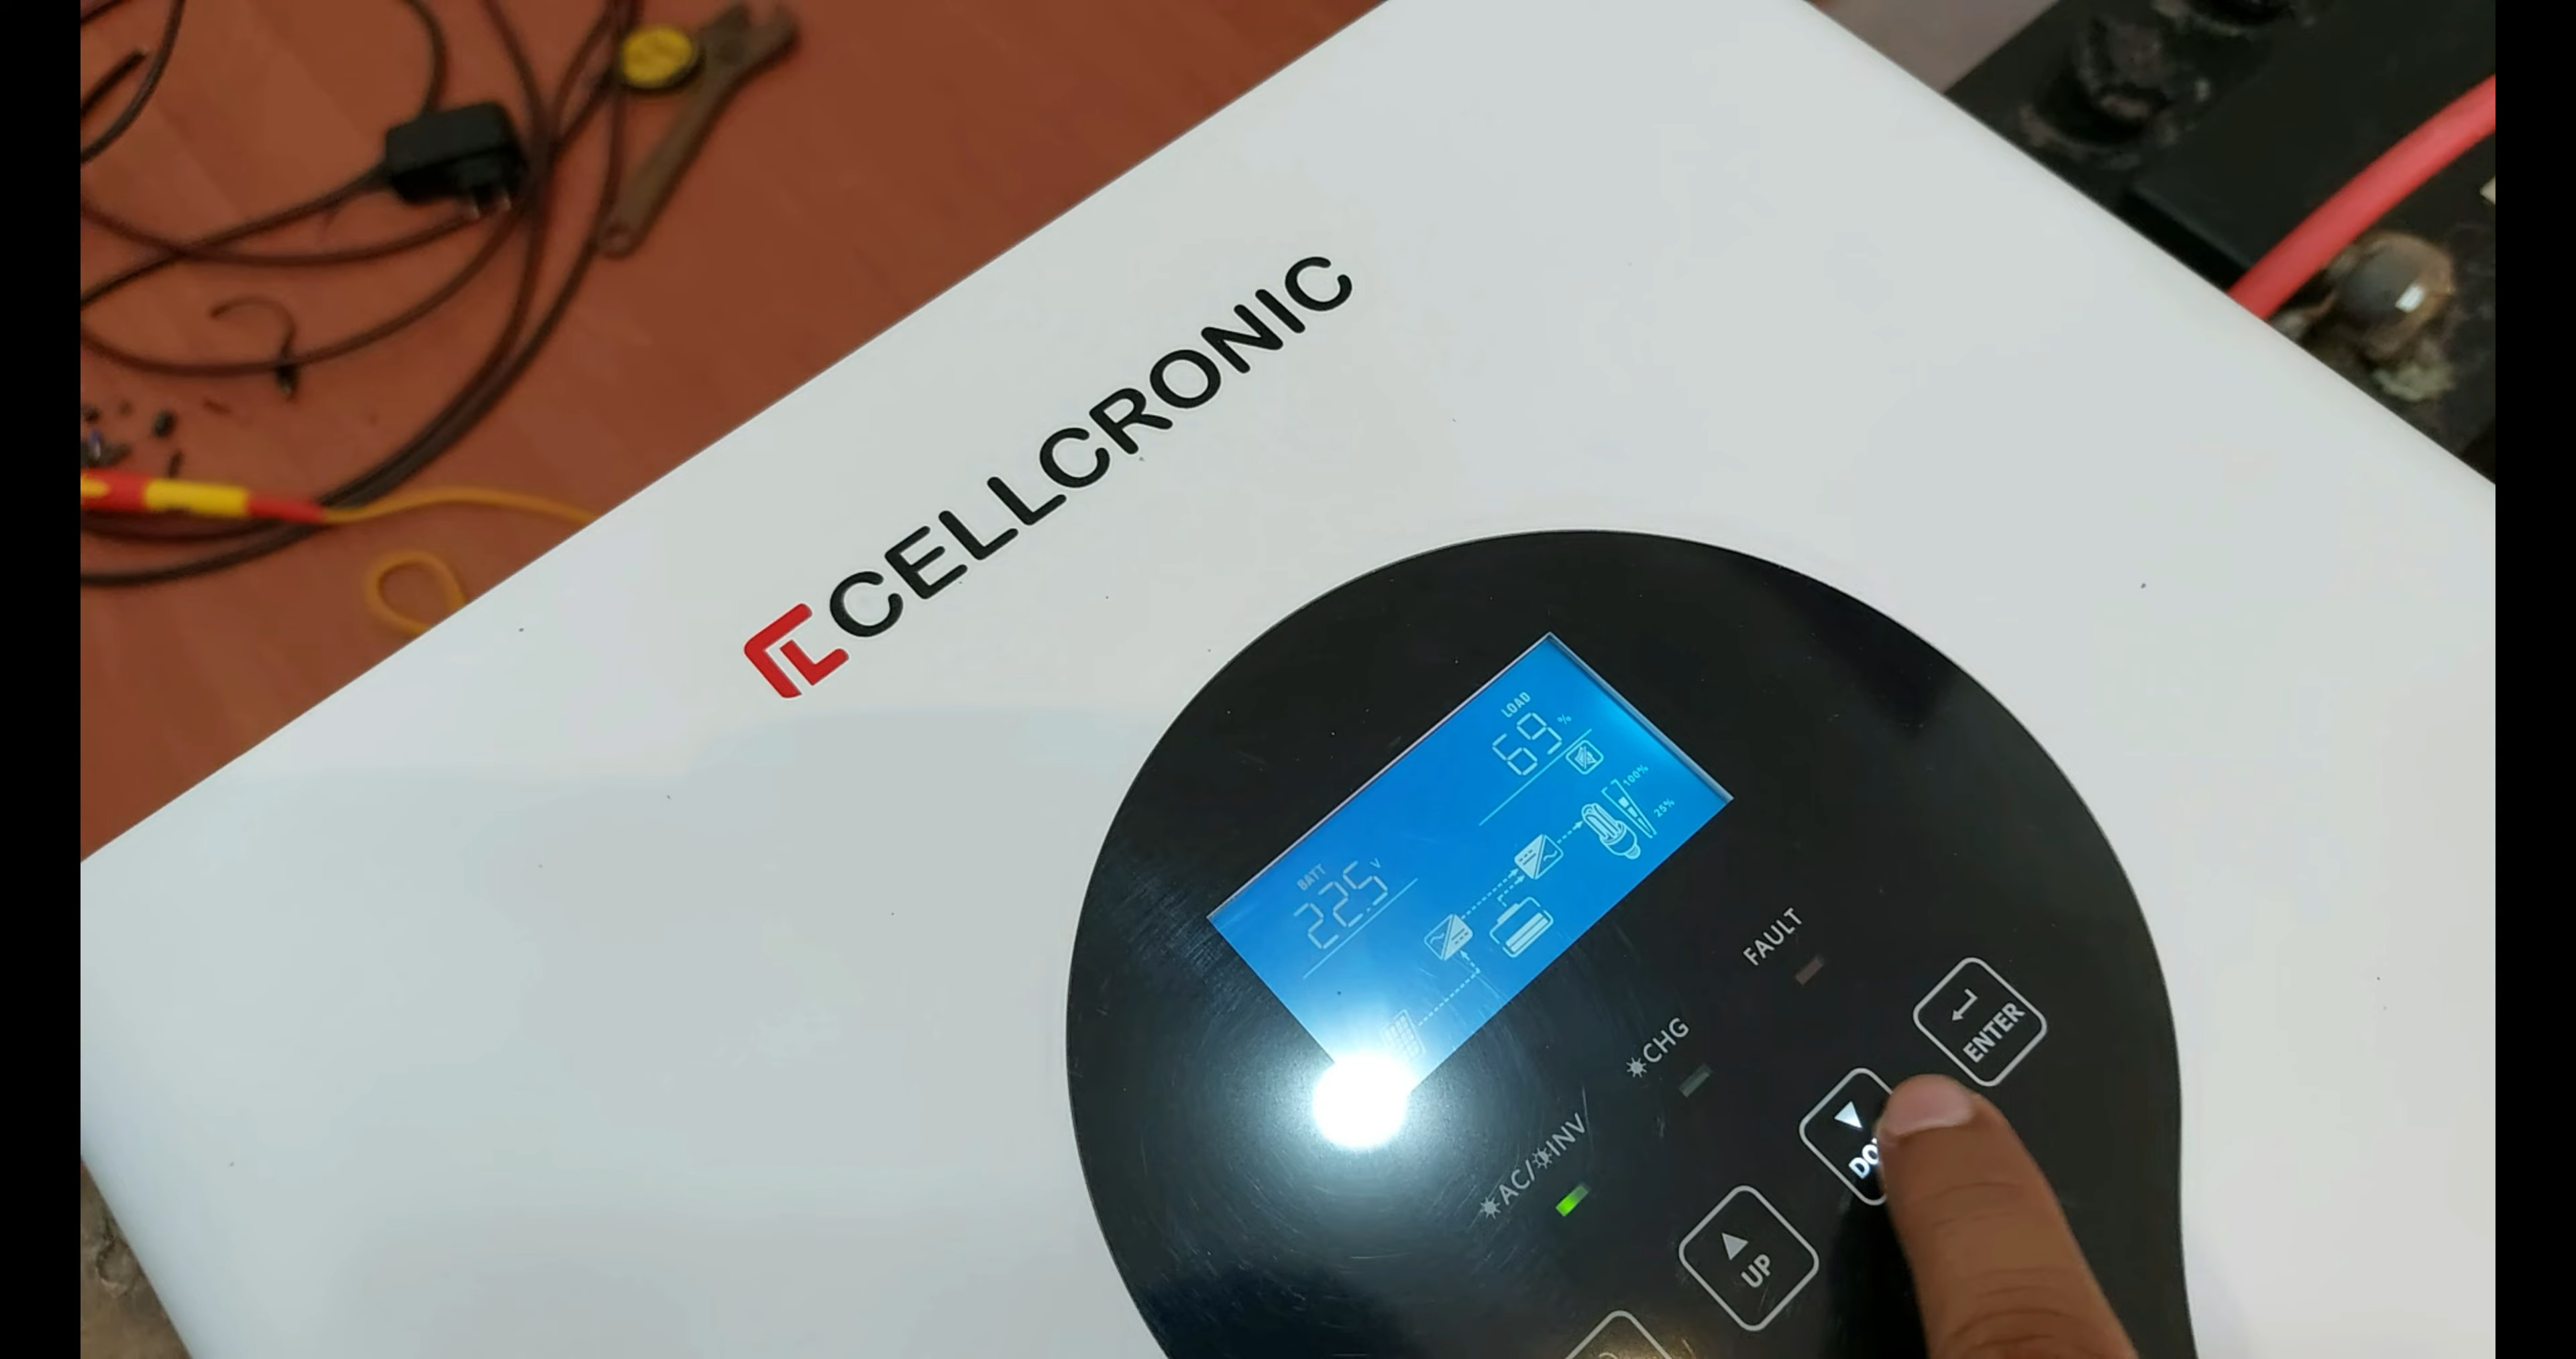 CELLCRONIC
LOAD
69 %
BATT
22.5 V
100%
25%
FAULT
CHG
AC/INV
ENTER
UP